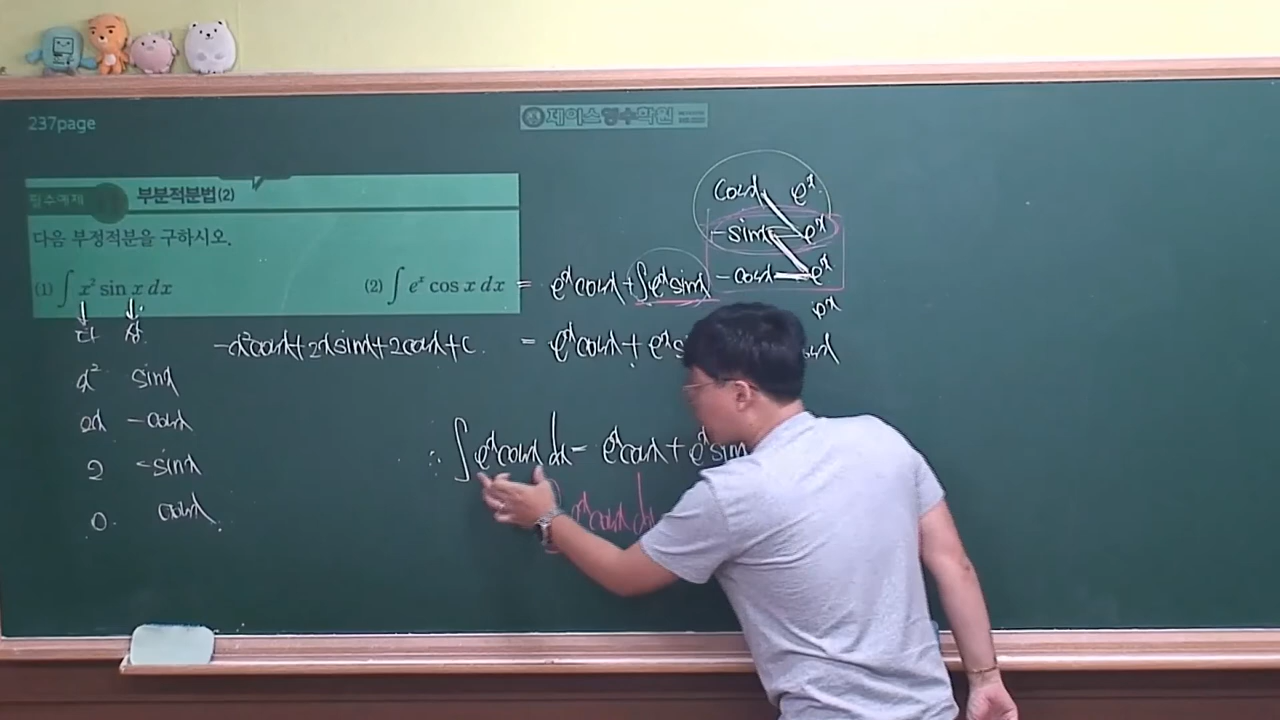 237page
제이스영수학원
필수예제 부분적분법(2)
다음 부정적분을 구하시오.
(1) ∫ x² sin x dx
(2) ∫ eˣ cos x dx = eˣcosx + ∫eˣsinx
cosx eˣ
-sinx eˣ
-cosx eˣ
eˣ
-x²cosx+2xsinx+2cosx+C
= eˣcosx + eˣs
x² sinx
2x -cosx
2 -sinx
0 cosx
∴ ∫eˣcosx dx = eˣcosx + eˣsinx
eˣcosx dx